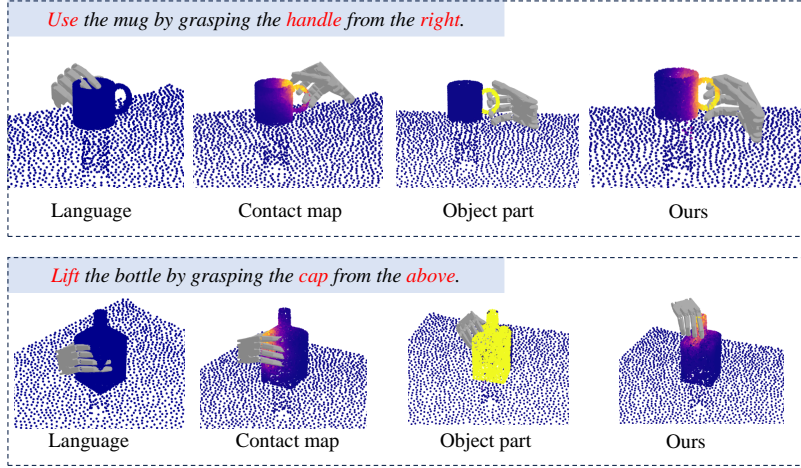 Use the mug by grasping the handle from the right.
Language Contact map Object part Ours
Lift the bottle by grasping the cap from the above.
Language Contact map Object part Ours